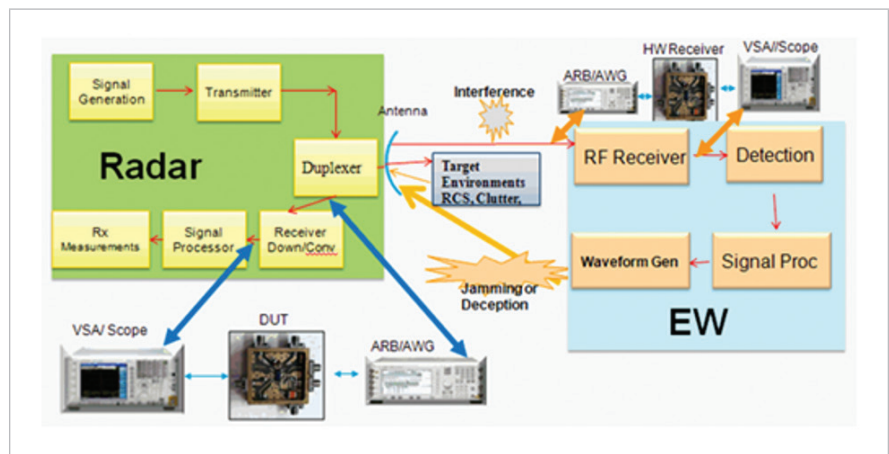 Signal
Generation
Transmitter
Radar
Duplexer
Rx
Measurements
Signal
Processor
Receiver
Down/Conv
Antenna
Interference
Target
Environments
RCS, Clutter,
Jamming or
Deception
ARB/AWG
HW Receiver
VSA//Scope
RF Receiver
Detection
Waveform Gen
Signal Proc
EW
VSA/ Scope
DUT
ARB/AWG